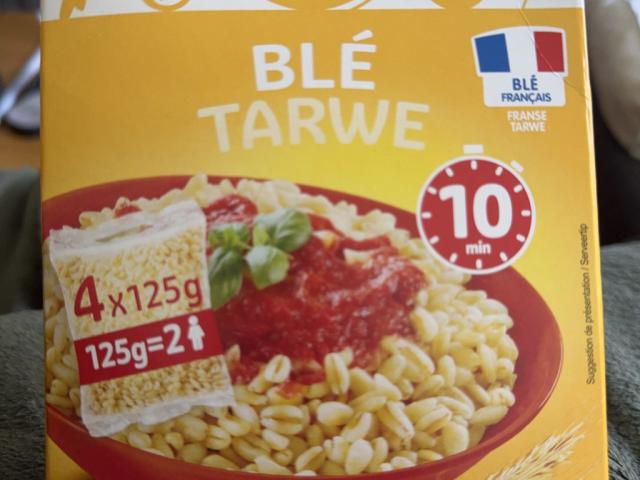 BLÉ
TARWE
BLÉ
FRANÇAIS
FRANSE
TARWE
10
min
4x125g
125g=2
Suggestion de présentation / Serveertip